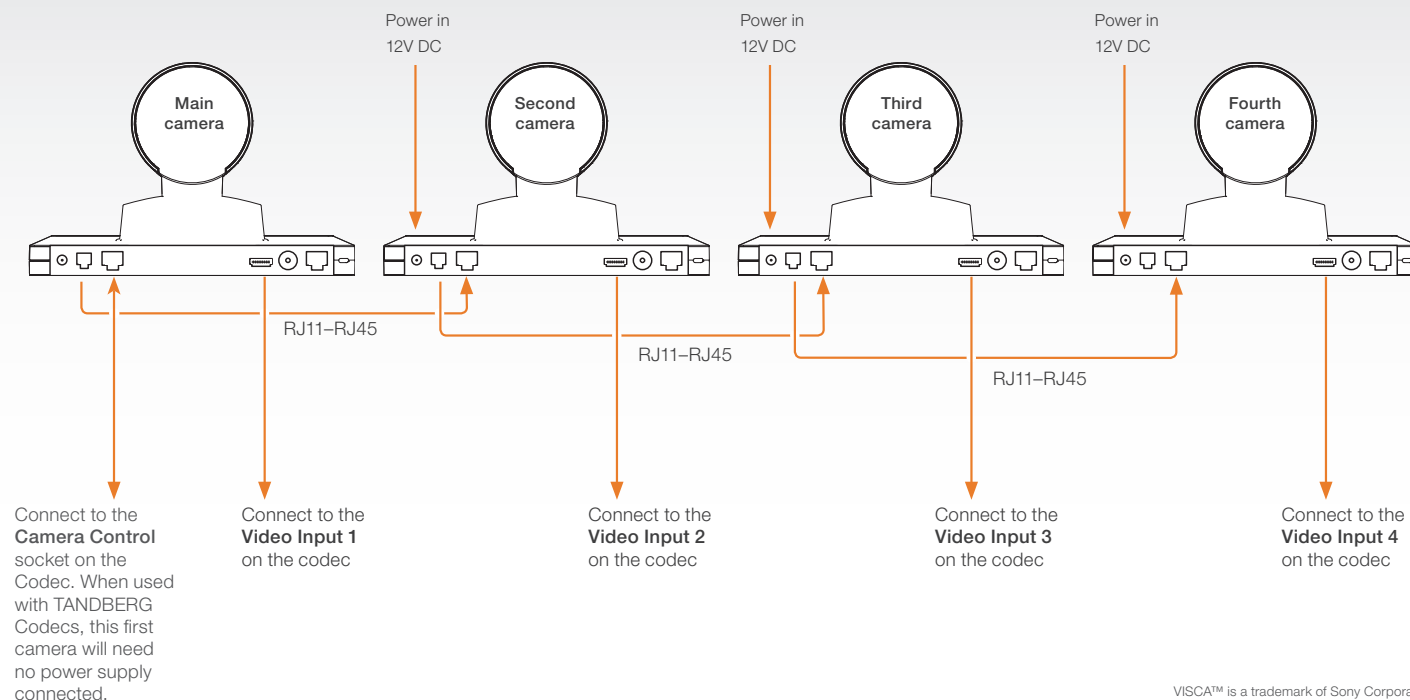 Power in
12V DC
Power in
12V DC
Power in
12V DC
Main
camera
Second
camera
Third
camera
Fourth
camera
RJ11–RJ45
RJ11–RJ45
RJ11–RJ45
Connect to the
Camera Control
socket on the
Codec. When used
with TANDBERG
Codecs, this first
camera will need
no power supply
connected.
Connect to the
Video Input 1
on the codec
Connect to the
Video Input 2
on the codec
Connect to the
Video Input 3
on the codec
Connect to the
Video Input 4
on the codec
VISCA™ is a trademark of Sony Corpora